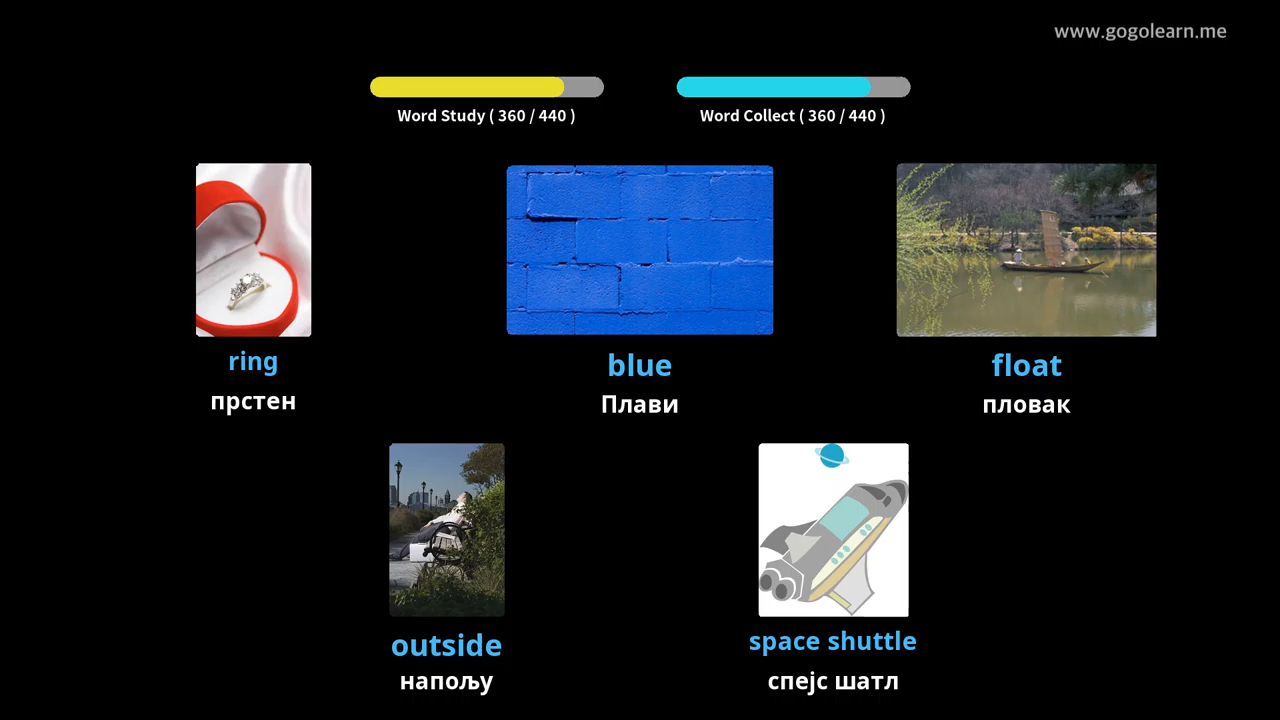 www.gogolearn.me
Word Study ( 360 / 440 )
Word Collect ( 360 / 440 )
ring
прстен
blue
Плави
float
пловак
outside
напољу
space shuttle
спејс шатл